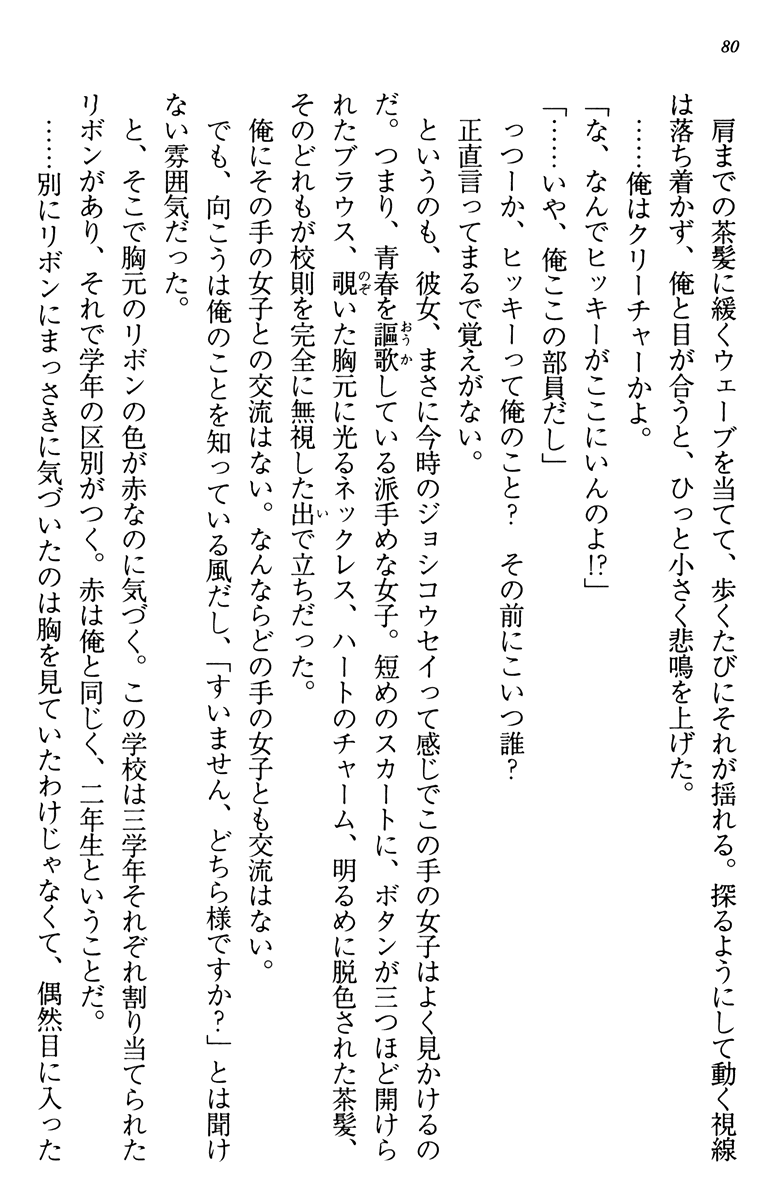 80
肩までの茶髪に緩くウェーブを当てて、歩くたびにそれが揺れる。探るようにして動く視線
は落ち着かず、俺と目が合うと、ひっと小さく悲鳴を上げた。
……俺はクリーチャーかよ。
「な、なんでヒッキーがここにいんのよ!?」
「……いや、俺ここの部員だし」
っつーか、ヒッキーって俺のこと？　その前にこいつ誰？
正直言ってまるで覚えがない。
というのも、彼女、まさに今時のジョシコウセイって感じでこの手の女子はよく見かけるの
だ。つまり、青春を謳歌している派手めな女子。短めのスカートに、ボタンが三つほど開けら
れたブラウス、覗いた胸元に光るネックレス、ハートのチャーム、明るめに脱色された茶髪、
そのどれもが校則を完全に無視した出で立ちだった。
俺にその手の女子との交流はない。なんならどの手の女子とも交流はない。
でも、向こうは俺のことを知っている風だし、「すいません、どちら様ですか？」とは聞け
ない雰囲気だった。
と、そこで胸元のリボンの色が赤なのに気づく。この学校は三学年それぞれ割り当てられた
リボンがあり、それで学年の区別がつく。赤は俺と同じく、二年生ということだ。
……別にリボンにまっさきに気づいたのは胸を見ていたわけじゃなくて、偶然目に入った